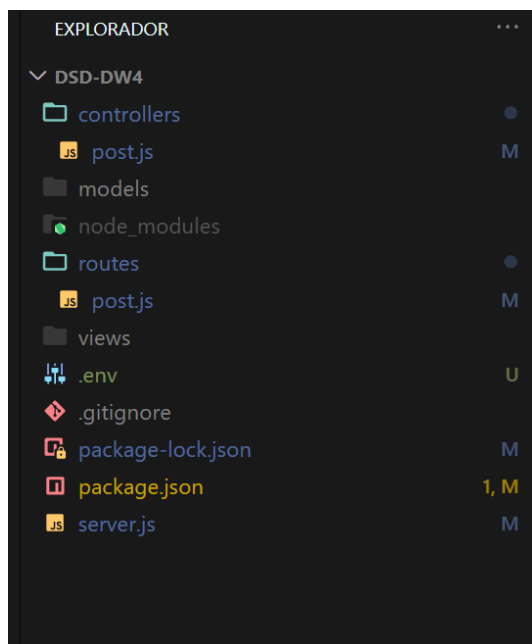 EXPLORADOR ...
DSD-DW4
controllers
JS post.js M
models
node_modules
routes
JS post.js M
views
.env U
.gitignore
package-lock.json M
package.json 1, M
JS server.js M